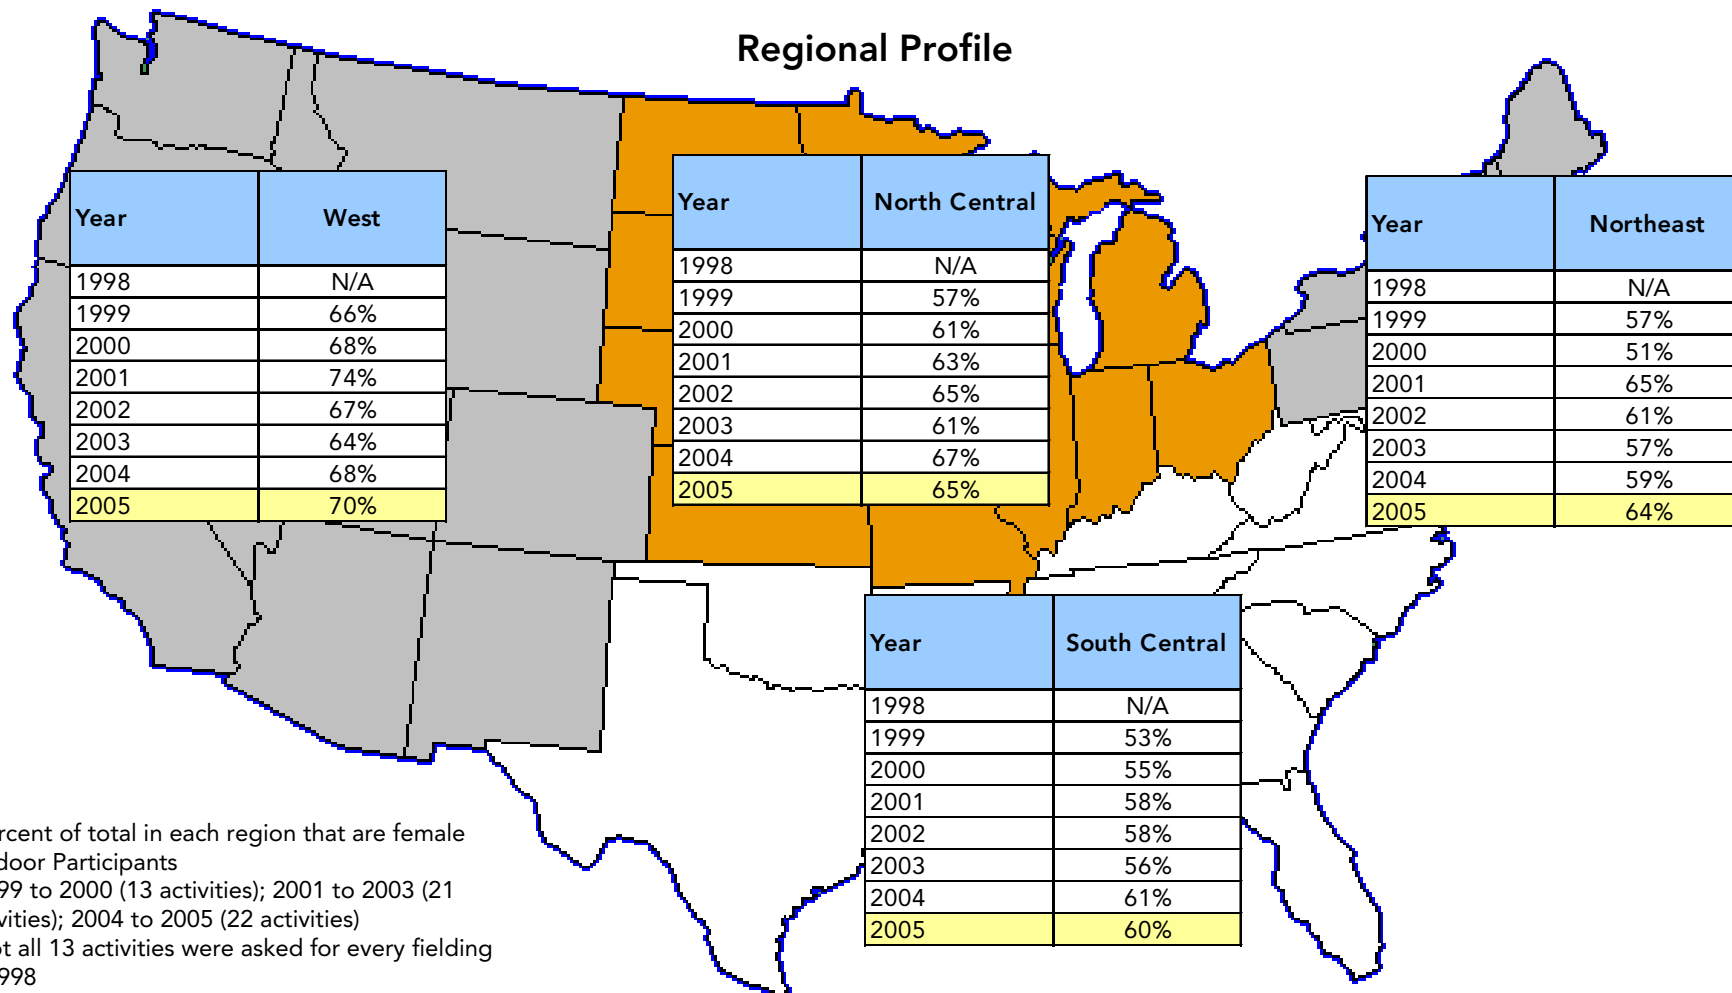 Regional Profile
Year West
1998 N/A
1999 66%
2000 68%
2001 74%
2002 67%
2003 64%
2004 68%
2005 70%
Year North Central
1998 N/A
1999 57%
2000 61%
2001 63%
2002 65%
2003 61%
2004 67%
2005 65%
Year Northeast
1998 N/A
1999 57%
2000 51%
2001 65%
2002 61%
2003 57%
2004 59%
2005 64%
Year South Central
1998 N/A
1999 53%
2000 55%
2001 58%
2002 58%
2003 56%
2004 61%
2005 60%
rcent of total in each region that are female
door Participants
99 to 2000 (13 activities); 2001 to 2003 (21
vities); 2004 to 2005 (22 activities)
ot all 13 activities were asked for every fielding
998